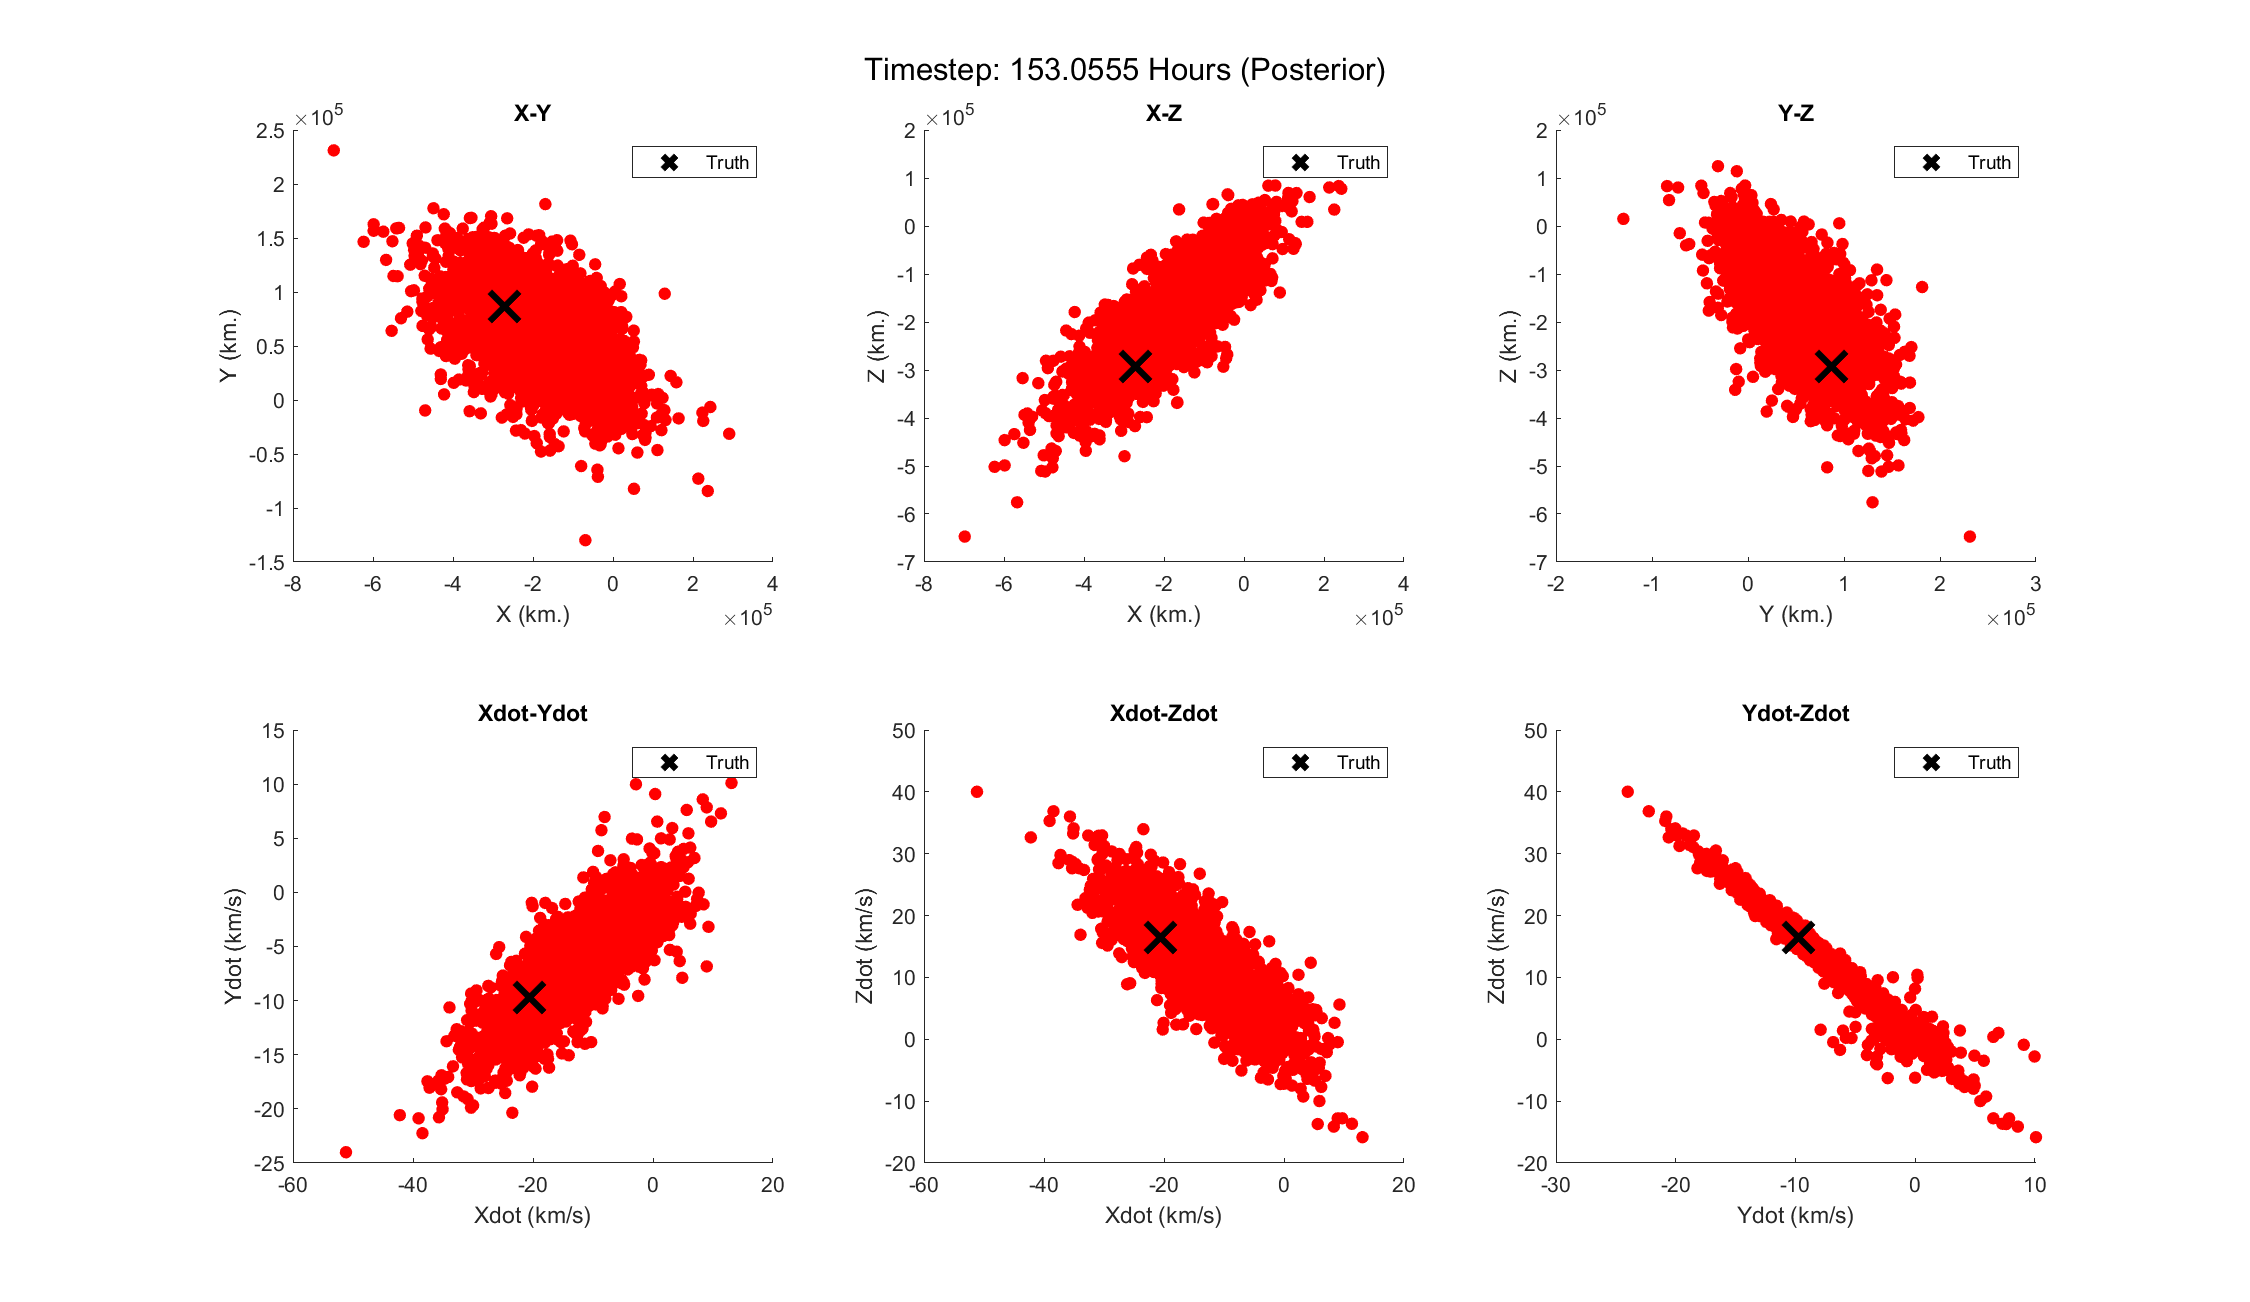 Timestep: 153.0555 Hours (Posterior)
X-Y
×10^5
2.5
2
1.5
1
0.5
0
-0.5
-1
-1.5
Y (km.)
Truth
-8 -6 -4 -2 0 2 4
X (km.)
×10^5
X-Z
×10^5
2
1
0
-1
-2
-3
-4
-5
-6
-7
Z (km.)
Truth
-8 -6 -4 -2 0 2 4
X (km.)
×10^5
Y-Z
×10^5
2
1
0
-1
-2
-3
-4
-5
-6
-7
Z (km.)
Truth
-2 -1 0 1 2 3
Y (km.)
×10^5
Xdot-Ydot
15
10
5
0
-5
-10
-15
-20
-25
Ydot (km/s)
Truth
-60 -40 -20 0 20
Xdot (km/s)
Xdot-Zdot
50
40
30
20
10
0
-10
-20
Zdot (km/s)
Truth
-60 -40 -20 0 20
Xdot (km/s)
Ydot-Zdot
50
40
30
20
10
0
-10
-20
Zdot (km/s)
Truth
-30 -20 -10 0 10
Ydot (km/s)